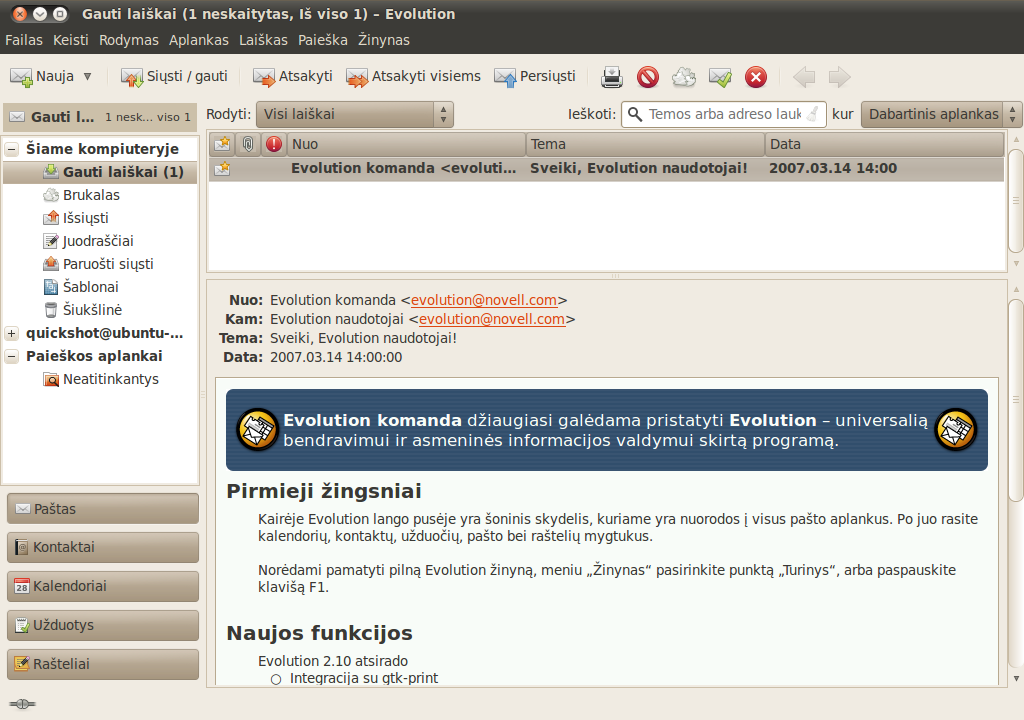 Gauti laiškai (1 neskaitytas, Iš viso 1) – Evolution
Failas Keisti Rodymas Aplankas Laiškas Paieška Žinynas
Nauja Siųsti / gauti Atsakyti Atsakyti visiems Persiųsti
Gauti l... 1 nesk... viso 1
Rodyti: Visi laiškai Ieškoti: Temos arba adreso lauk kur Dabartinis aplankas
Šiame kompiuteryje
Gauti laiškai (1)
Brukalas
Išsiųsti
Juodraščiai
Paruošti siųsti
Šablonai
Šiukšlinė
quickshot@ubuntu-...
Paieškos aplankai
Neatitinkantys
Paštas
Kontaktai
28 Kalendoriai
Užduotys
Rašteliai
Nuo Tema Data
Evolution komanda <evoluti... Sveiki, Evolution naudotojai! 2007.03.14 14:00
Nuo: Evolution komanda <evolution@novell.com>
Kam: Evolution naudotojai <evolution@novell.com>
Tema: Sveiki, Evolution naudotojai!
Data: 2007.03.14 14:00:00
Evolution komanda džiaugiasi galėdama pristatyti Evolution – universalią
bendravimui ir asmeninės informacijos valdymui skirtą programą.
Pirmieji žingsniai
Kairėje Evolution lango pusėje yra šoninis skydelis, kuriame yra nuorodos į visus pašto aplankus. Po juo rasite
kalendorių, kontaktų, užduočių, pašto bei raštelių mygtukus.
Norėdami pamatyti pilną Evolution žinyną, meniu „Žinynas“ pasirinkite punktą „Turinys“, arba paspauskite
klavišą F1.
Naujos funkcijos
Evolution 2.10 atsirado
○ Integracija su gtk-print